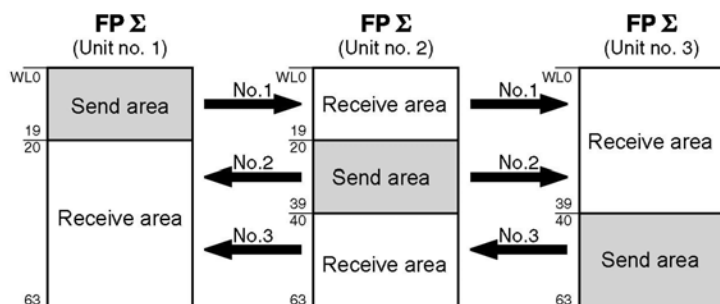 FP Σ FP Σ FP Σ
(Unit no. 1) (Unit no. 2) (Unit no. 3)
WL0 WL0 WL0
Send area No.1 Receive area No.1
19 19
20 20 Receive area
No.2 Send area No.2
Receive area 39 39
40 40
No.3 Receive area No.3 Send area
63 63 63